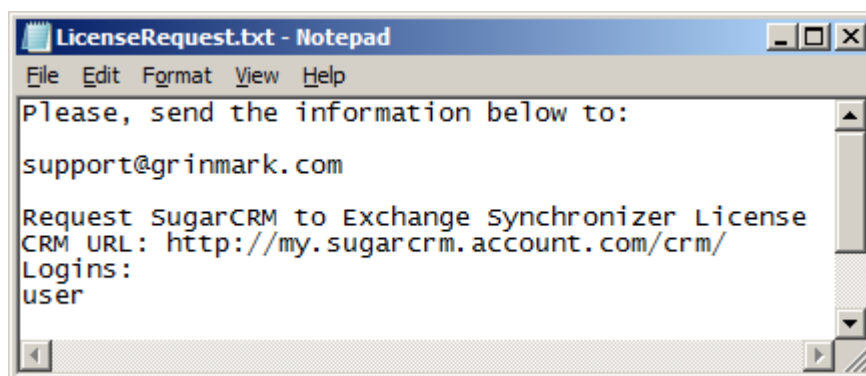 LicenseRequest.txt - Notepad
File Edit Format View Help
Please, send the information below to:
support@grinmark.com
Request SugarCRM to Exchange Synchronizer License
CRM URL: http://my.sugarcrm.account.com/crm/
Logins:
user